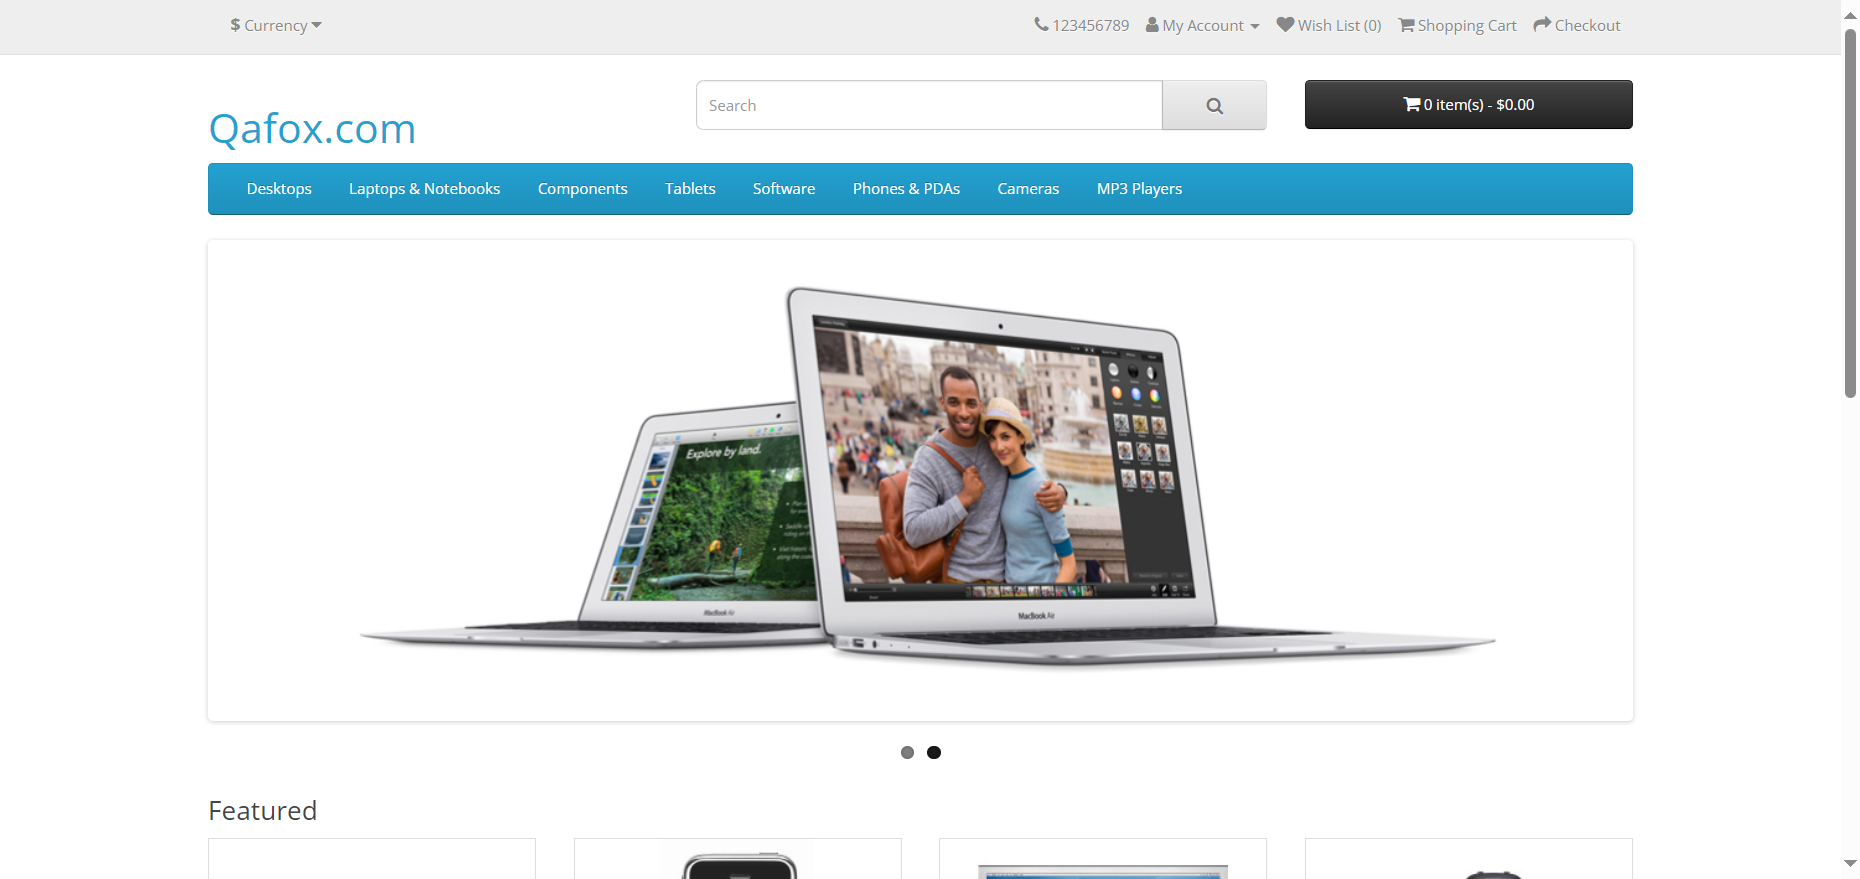 $ Currency
123456789 My Account Wish List (0) Shopping Cart Checkout
Qafox.com
Search
0 item(s) - $0.00
Desktops Laptops & Notebooks Components Tablets Software Phones & PDAs Cameras MP3 Players
Explore by land.
MacBook Air
MacBook Air
Featured